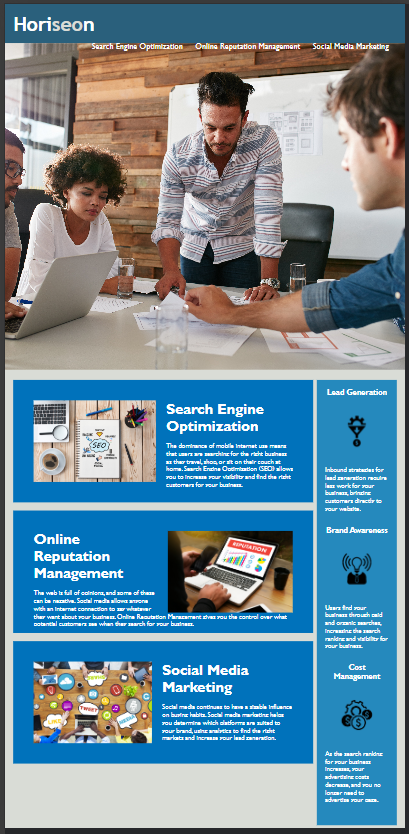 Horiseon
Search Engine Optimization Online Reputation Management Social Media Marketing
Search Engine
Optimization
The dominance of mobile internet use means
that users are searching for the right business
as they travel, shop, or sit on their couch at
home. Search Engine Optimization (SEO) allows
you to increase your visibility and find the right
customers for your business.
SEO
Online
Reputation
Management
The web is full of opinions, and some of these
can be negative. Social media allows anyone
with an internet connection to say whatever
they want about your business. Online Reputation Management gives you the control over what
potential customers see when they search for your business.
REPUTATION
Social Media
Marketing
Social media continues to have a sizable influence
on buying habits. Social media marketing helps
you determine which platforms are suited to
your brand, using analytics to find the right
markets and increase your lead generation.
TWEET
Lead Generation
Inbound strategies for
lead generation require
less work for your
business, bringing
customers directly to
your website.
Brand Awareness
Users find your
business through paid
and organic searches,
increasing the search
ranking and visibility for
your business.
Cost
Management
As the search ranking
for your business
increases, your
advertising costs
decrease, and you no
longer need to
advertise your page.